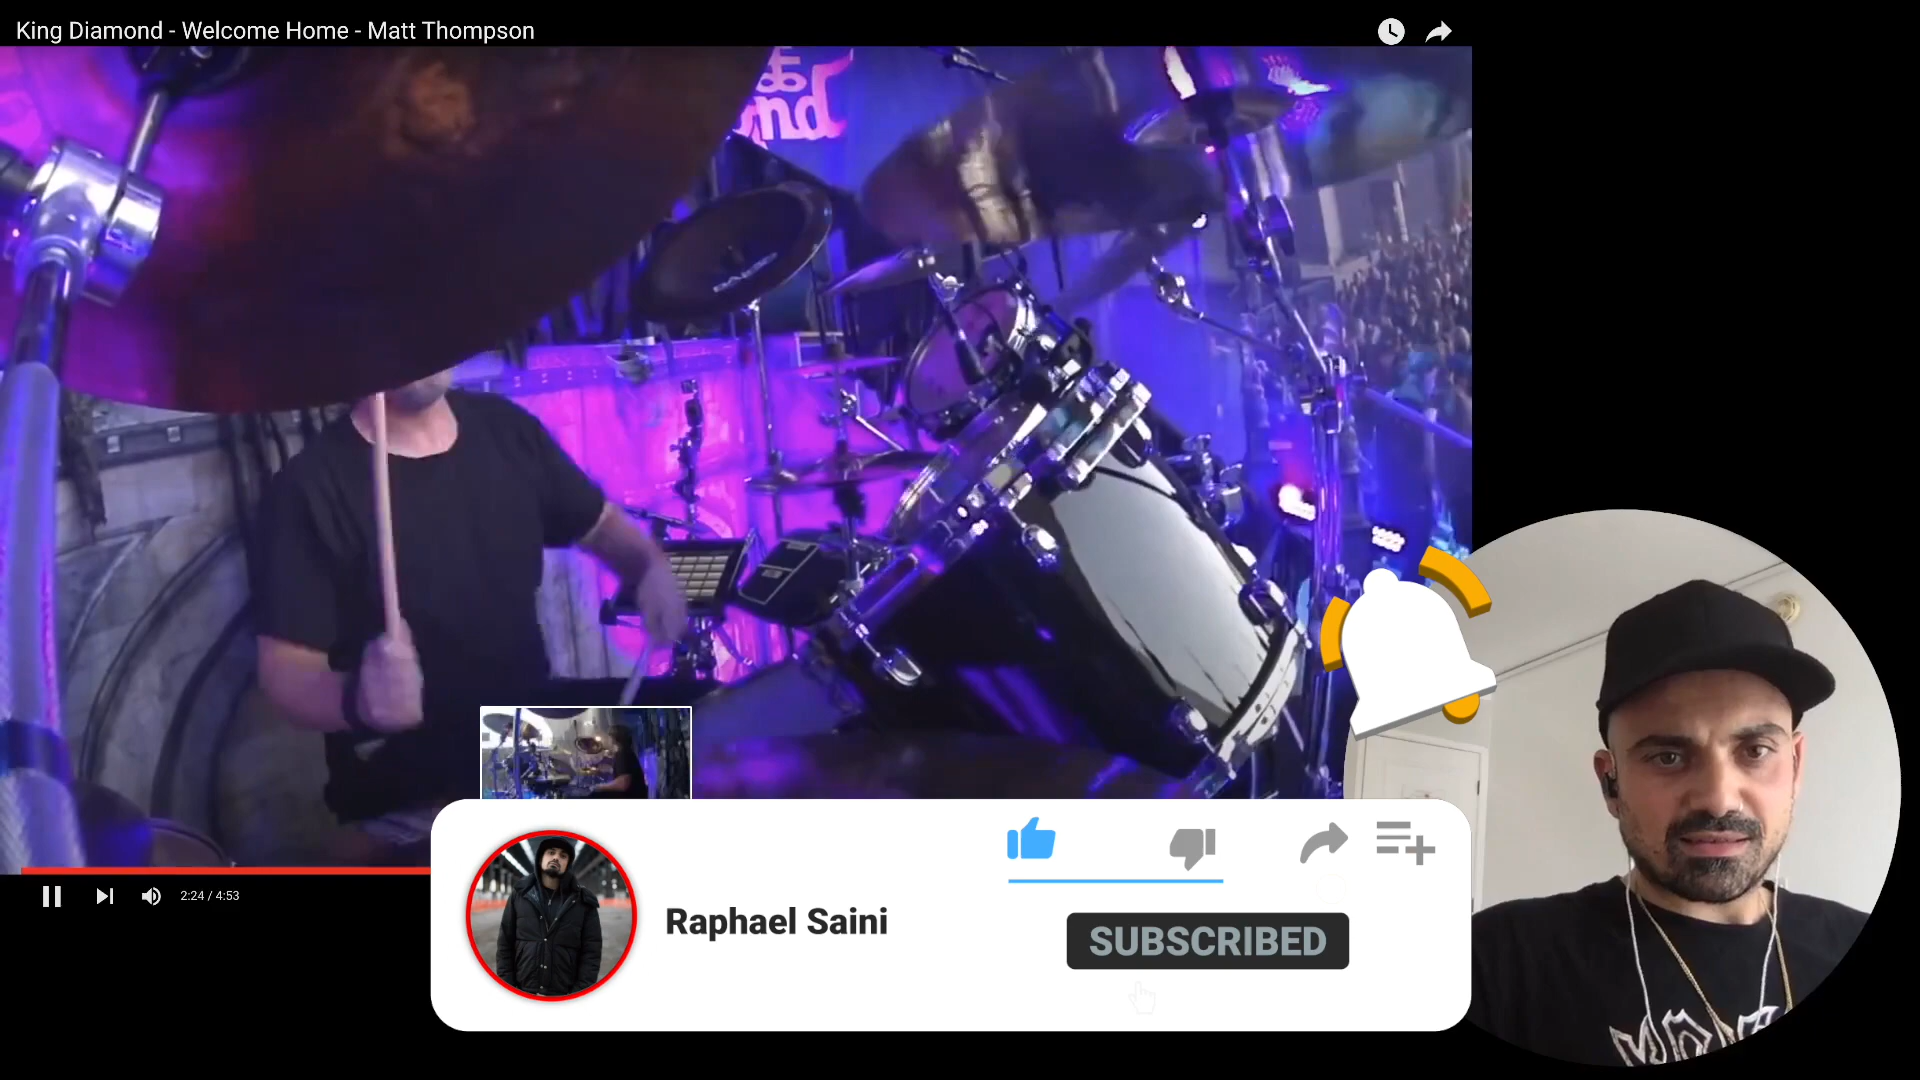 King Diamond - Welcome Home - Matt Thompson
2:24 / 4:53
Raphael Saini
SUBSCRIBED